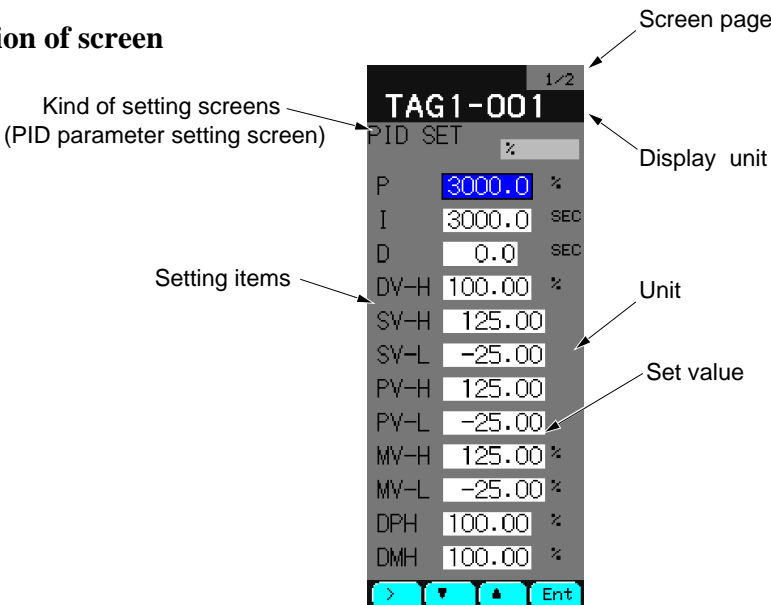 ion of screen
Screen page
1/2
TAG1-001
Kind of setting screens
(PID parameter setting screen)
PID SET
%
Display unit
P 3000.0 %
I 3000.0 SEC
D 0.0 SEC
Setting items
DV-H 100.00 %
Unit
SV-H 125.00
SV-L -25.00
Set value
PV-H 125.00
PV-L -25.00
MV-H 125.00 %
MV-L -25.00 %
DPH 100.00 %
DMH 100.00 %
> ▼ ▲ Ent